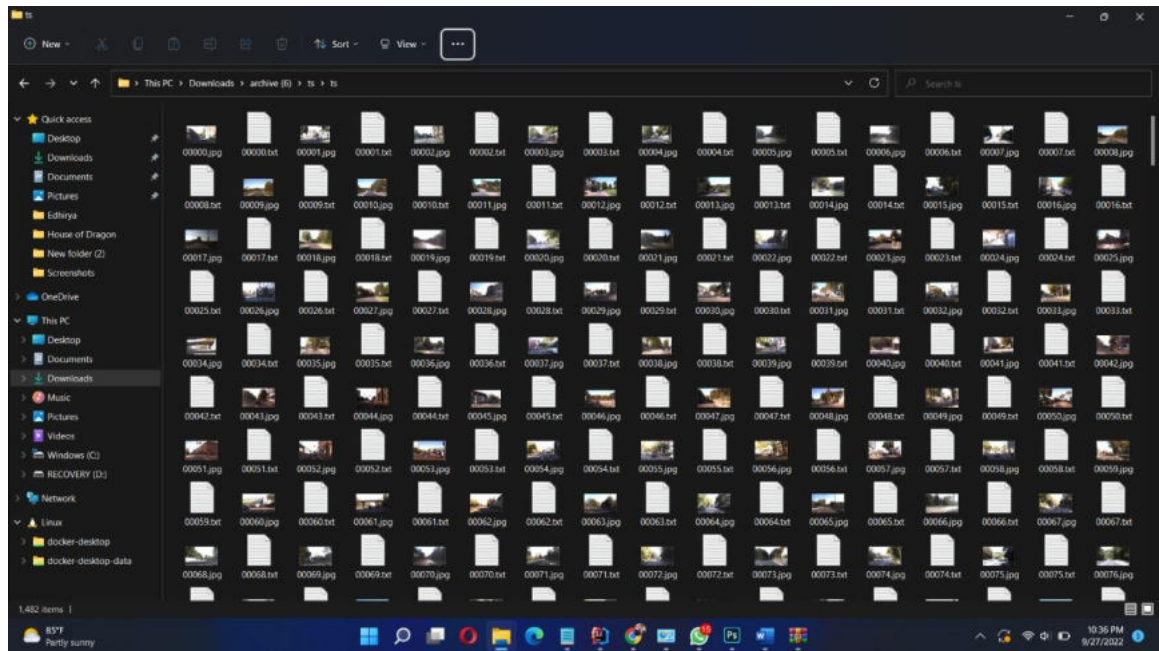 ts
New
Sort
View
This PC > Downloads > archive (6) > ts > ts
Search ts
Quick access
Desktop
Downloads
Documents
Pictures
Edhirya
House of Dragon
New folder (2)
Screenshots
OneDrive
This PC
Desktop
Documents
Downloads
Music
Pictures
Videos
Windows (C:)
RECOVERY (D:)
Network
Linux
docker-desktop
docker-desktop-data
00000.jpg 00000.txt 00001.jpg 00001.txt 00002.jpg 00002.txt 00003.jpg 00003.txt 00004.jpg 00004.txt 00005.jpg 00005.txt 00006.jpg 00006.txt 00007.jpg 00007.txt 00008.jpg
00008.txt 00009.jpg 00009.txt 00010.jpg 00010.txt 00011.jpg 00011.txt 00012.jpg 00012.txt 00013.jpg 00013.txt 00014.jpg 00014.txt 00015.jpg 00015.txt 00016.jpg 00016.txt
00017.jpg 00017.txt 00018.jpg 00018.txt 00019.jpg 00019.txt 00020.jpg 00020.txt 00021.jpg 00021.txt 00022.jpg 00022.txt 00023.jpg 00023.txt 00024.jpg 00024.txt 00025.jpg
00025.txt 00026.jpg 00026.txt 00027.jpg 00027.txt 00028.jpg 00028.txt 00029.jpg 00029.txt 00030.jpg 00030.txt 00031.jpg 00031.txt 00032.jpg 00032.txt 00033.jpg 00033.txt
00034.jpg 00034.txt 00035.jpg 00035.txt 00036.jpg 00036.txt 00037.jpg 00037.txt 00038.jpg 00038.txt 00039.jpg 00039.txt 00040.jpg 00040.txt 00041.jpg 00041.txt 00042.jpg
00042.txt 00043.jpg 00043.txt 00044.jpg 00044.txt 00045.jpg 00045.txt 00046.jpg 00046.txt 00047.jpg 00047.txt 00048.jpg 00048.txt 00049.jpg 00049.txt 00050.jpg 00050.txt
00051.jpg 00051.txt 00052.jpg 00052.txt 00053.jpg 00053.txt 00054.jpg 00054.txt 00055.jpg 00055.txt 00056.jpg 00056.txt 00057.jpg 00057.txt 00058.jpg 00058.txt 00059.jpg
00059.txt 00060.jpg 00060.txt 00061.jpg 00061.txt 00062.jpg 00062.txt 00063.jpg 00063.txt 00064.jpg 00064.txt 00065.jpg 00065.txt 00066.jpg 00066.txt 00067.jpg 00067.txt
00068.jpg 00068.txt 00069.jpg 00069.txt 00070.jpg 00070.txt 00071.jpg 00071.txt 00072.jpg 00072.txt 00073.jpg 00073.txt 00074.jpg 00074.txt 00075.jpg 00075.txt 00076.jpg
1,482 items
85°F
Partly sunny
15
Ps
10:36 PM
9/27/2022